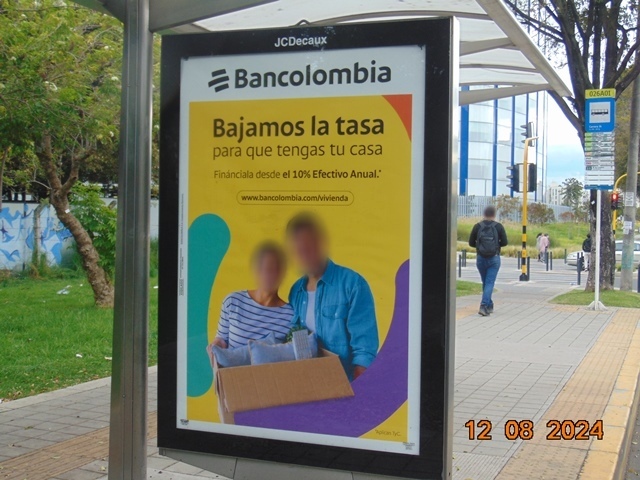 JCDecaux
Bancolombia
Bajamos la tasa
para que tengas tu casa
Finánciala desde el 10% Efectivo Anual.*
www.bancolombia.com/vivienda
026A01
12 08 2024